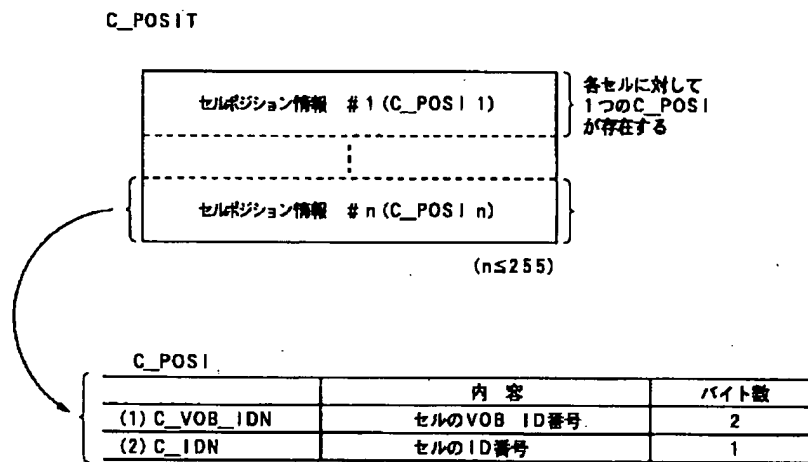 C_POSIT
セルポジション情報 #1(C_POSI 1)
各セルに対して
1つのC_POSI
が存在する
セルポジション情報 #n(C_POSI n)
(n≦255)
C_POSI
内 容 バイト数
(1) C_VOB_IDN セルのVOB ID番号 2
(2) C_IDN セルのID番号 1